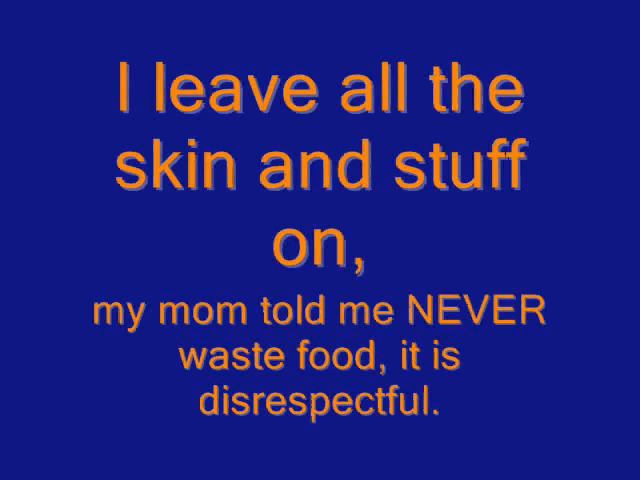 I leave all the
skin and stuff
on,
my mom told me NEVER
waste food, it is
disrespectful.